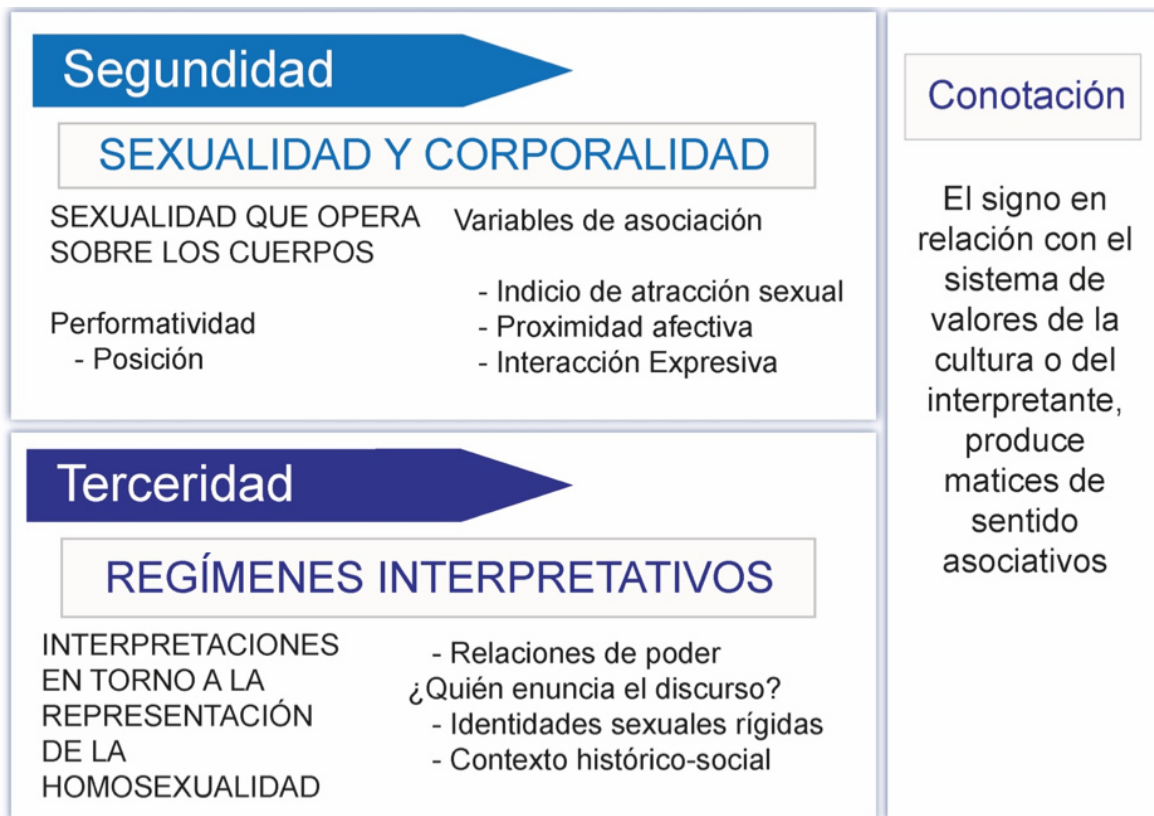 Segundidad
SEXUALIDAD Y CORPORALIDAD
SEXUALIDAD QUE OPERA
SOBRE LOS CUERPOS
Performatividad
- Posición
Variables de asociación
- Indicio de atracción sexual
- Proximidad afectiva
- Interacción Expresiva
Terceridad
REGÍMENES INTERPRETATIVOS
INTERPRETACIONES
EN TORNO A LA
REPRESENTACIÓN
DE LA
HOMOSEXUALIDAD
- Relaciones de poder
¿Quién enuncia el discurso?
- Identidades sexuales rígidas
- Contexto histórico-social
Conotación
El signo en
relación con el
sistema de
valores de la
cultura o del
interpretante,
produce
matices de
sentido
asociativos